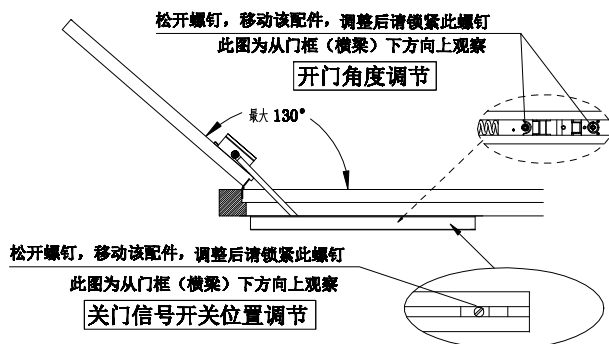 松开螺钉，移动该配件，调整后请锁紧此螺钉
此图为从门框（横梁）下方向上观察
开门角度调节
最大 130°
松开螺钉，移动该配件，调整后请锁紧此螺钉
此图为从门框（横梁）下方向上观察
关门信号开关位置调节